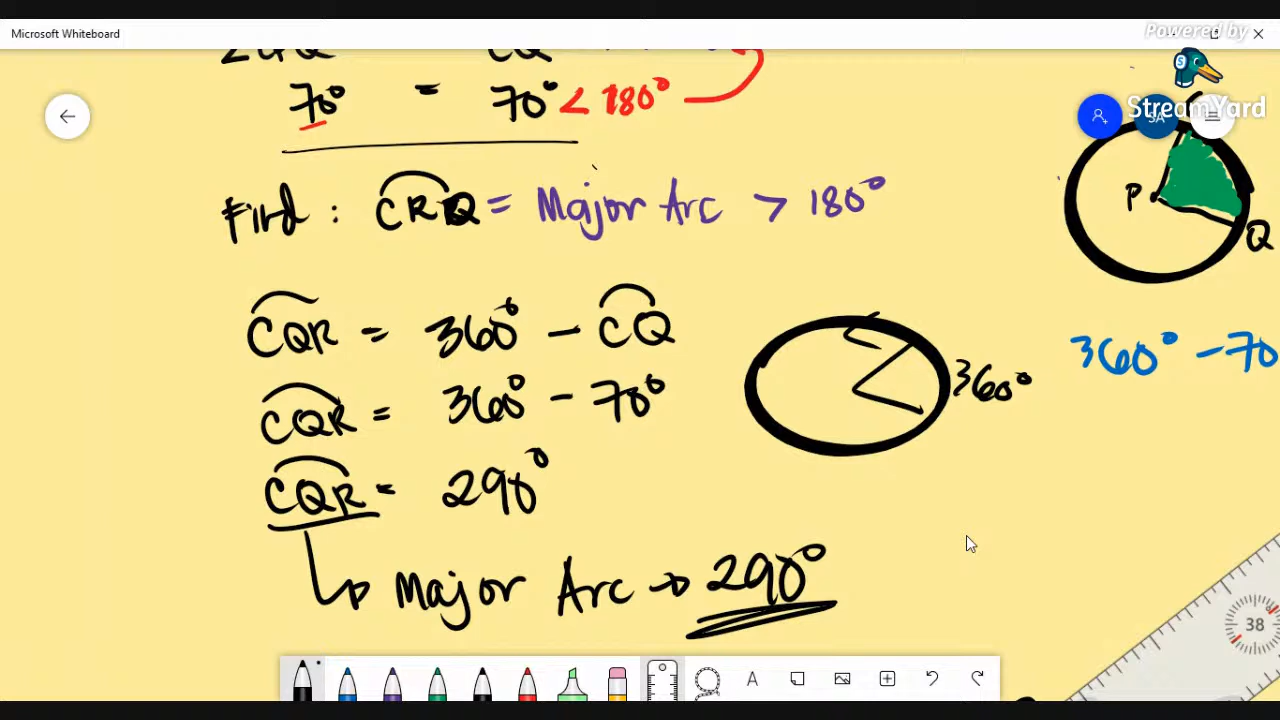 Microsoft Whiteboard
Powered by
StreamYard
SA
70° = 70° < 180°
Find : CRQ = Major Arc > 180°
P
Q
CQR = 360° - CQ
CQR = 360° - 70°
360°
360° - 70
CQR = 290°
Major Arc → 290°
38
A